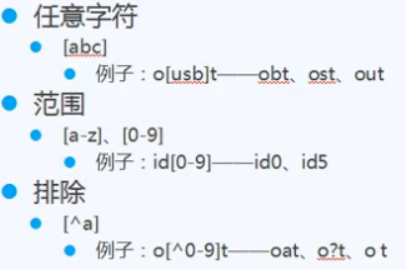 任意字符
[abc]
例子：o[usb]t——obt、ost、out
范围
[a-z]、[0-9]
例子：id[0-9]——id0、id5
排除
[^a]
例子：o[^0-9]t——oat、o?t、o t